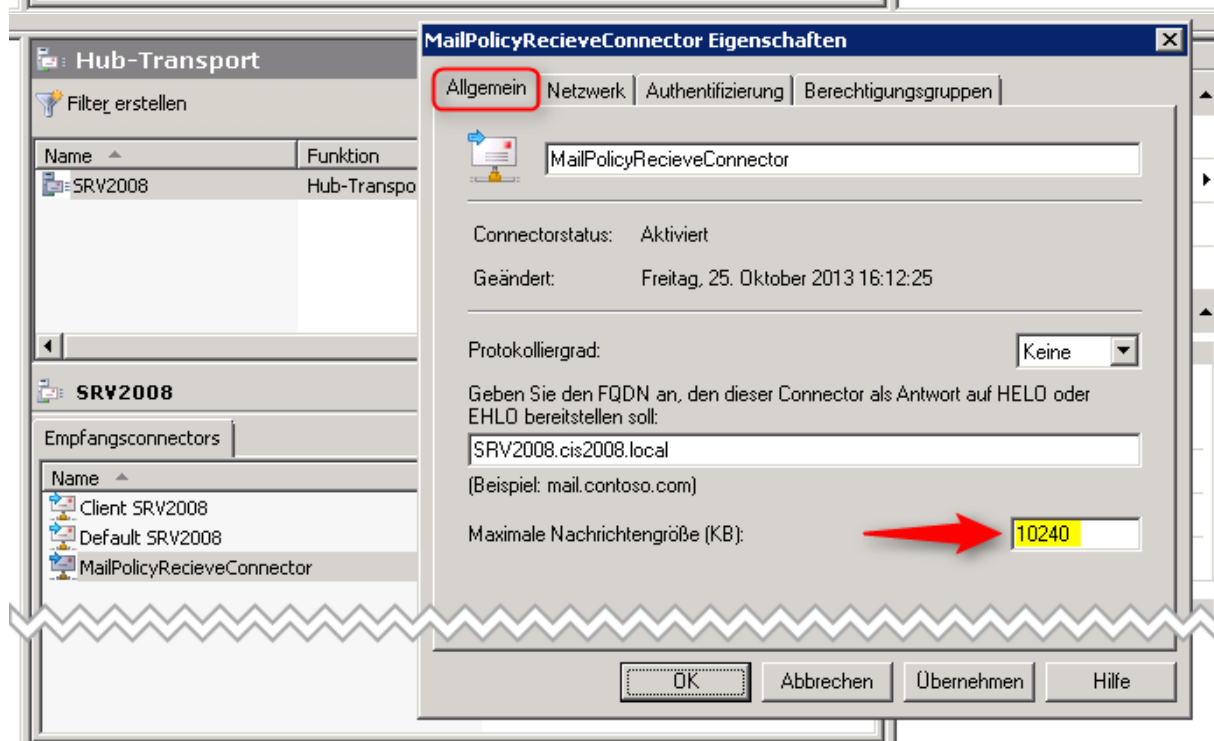 Hub-Transport
Filter erstellen
Name Funktion
SRV2008 Hub-Transpo
SRV2008
Empfangsconnectors
Name
Client SRV2008
Default SRV2008
MailPolicyRecieveConnector
MailPolicyRecieveConnector Eigenschaften
Allgemein Netzwerk Authentifizierung Berechtigungsgruppen
MailPolicyRecieveConnector
Connectorstatus: Aktiviert
Geändert: Freitag, 25. Oktober 2013 16:12:25
Protokolliergrad: Keine
Geben Sie den FQDN an, den dieser Connector als Antwort auf HELO oder
EHLO bereitstellen soll:
SRV2008.cis2008.local
(Beispiel: mail.contoso.com)
Maximale Nachrichtengröße (KB): 10240
OK Abbrechen Übernehmen Hilfe